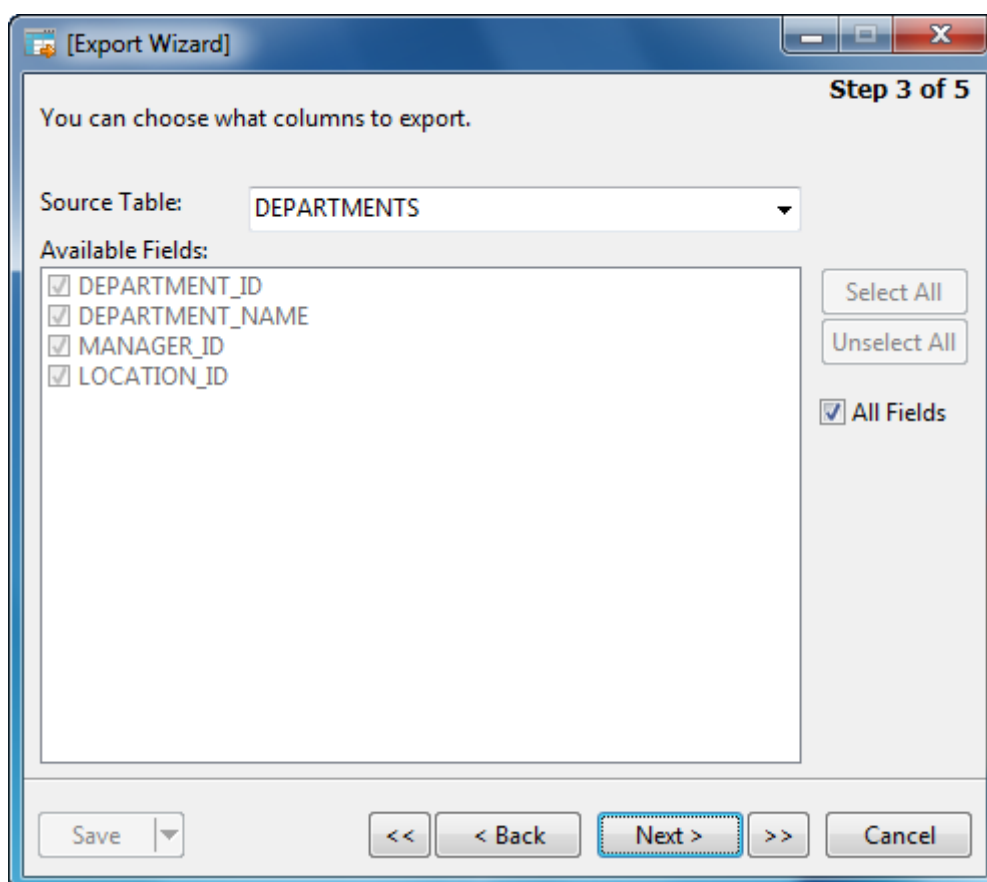 [Export Wizard]
Step 3 of 5
You can choose what columns to export.
Source Table: DEPARTMENTS
Available Fields:
DEPARTMENT_ID
DEPARTMENT_NAME
MANAGER_ID
LOCATION_ID
Select All
Unselect All
All Fields
Save << < Back Next > >> Cancel